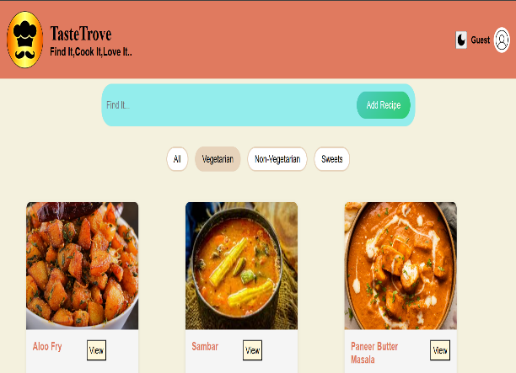 TasteTrove
Find It,Cook It,Love It..
Guest
Find It...
Add Recipe
All
Vegetarian
Non-Vegetarian
Sweets
Aloo Fry
View
Sambar
View
Paneer Butter
Masala
View